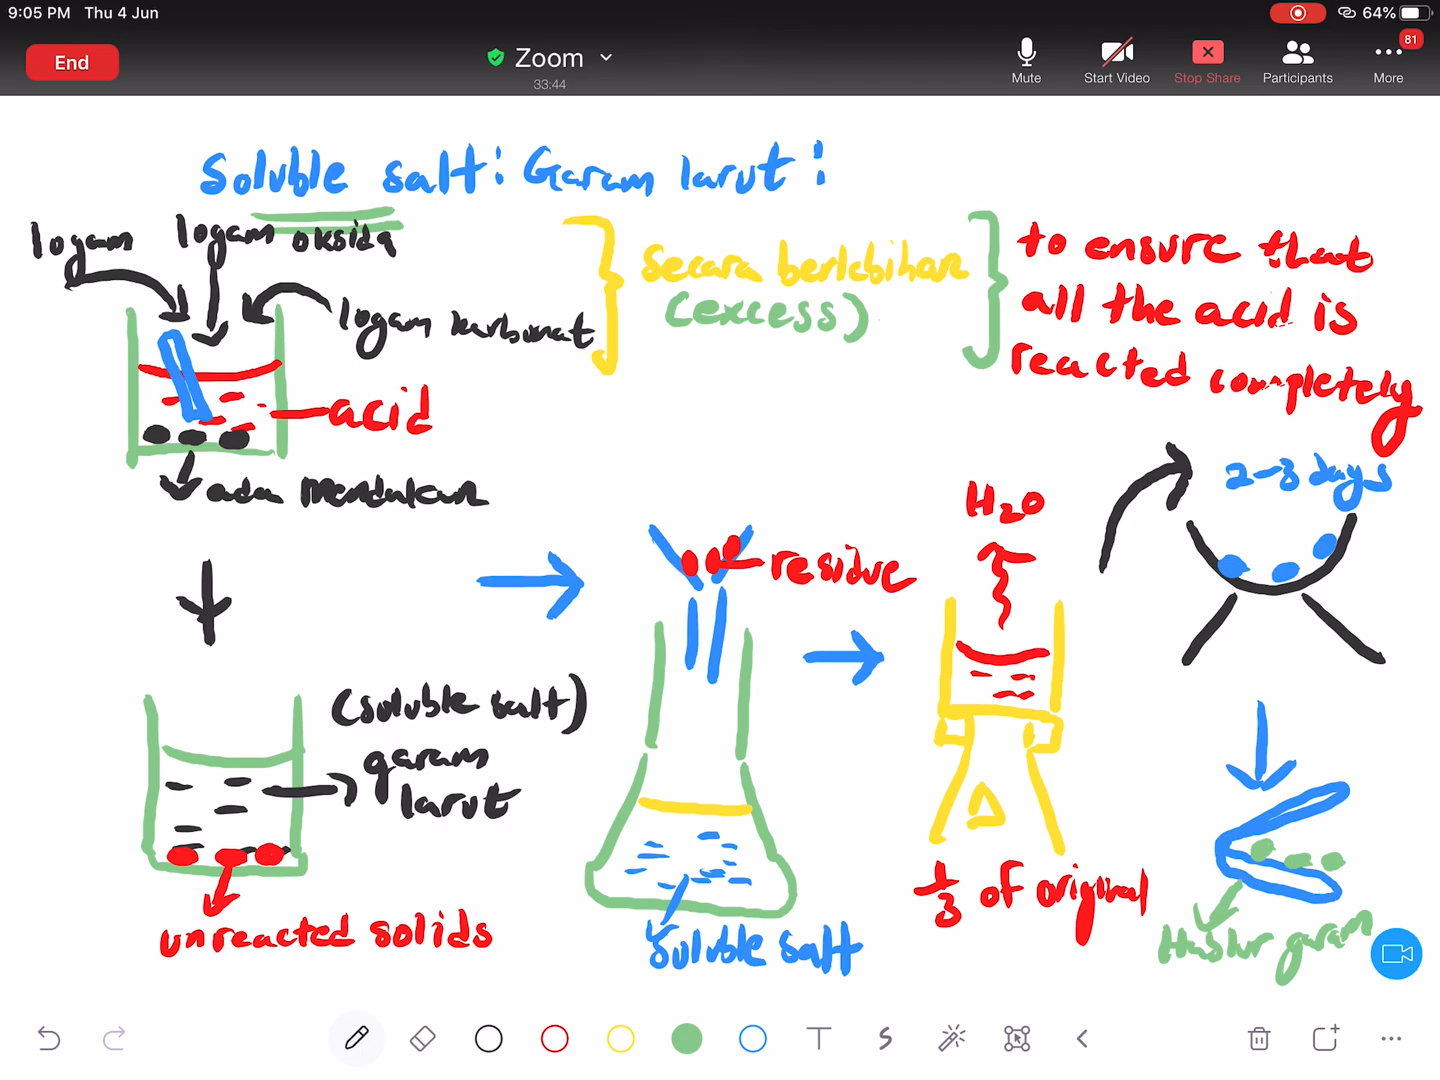 9:05 PM Thu 4 Jun
64%
End
Zoom
33:44
Mute
Start Video
Stop Share
Participants
81
More
Soluble salt: Garam larut:
logam
logam oksida
logam karbonat
Secara berlebihan
(excess)
to ensure that
all the acid is
reacted completely
acid
ada mendakan
2-3 days
H2O
residue
(soluble salt)
garam
larut
unreacted solids
soluble salt
Δ
1/3 of original
Hablur garam
T